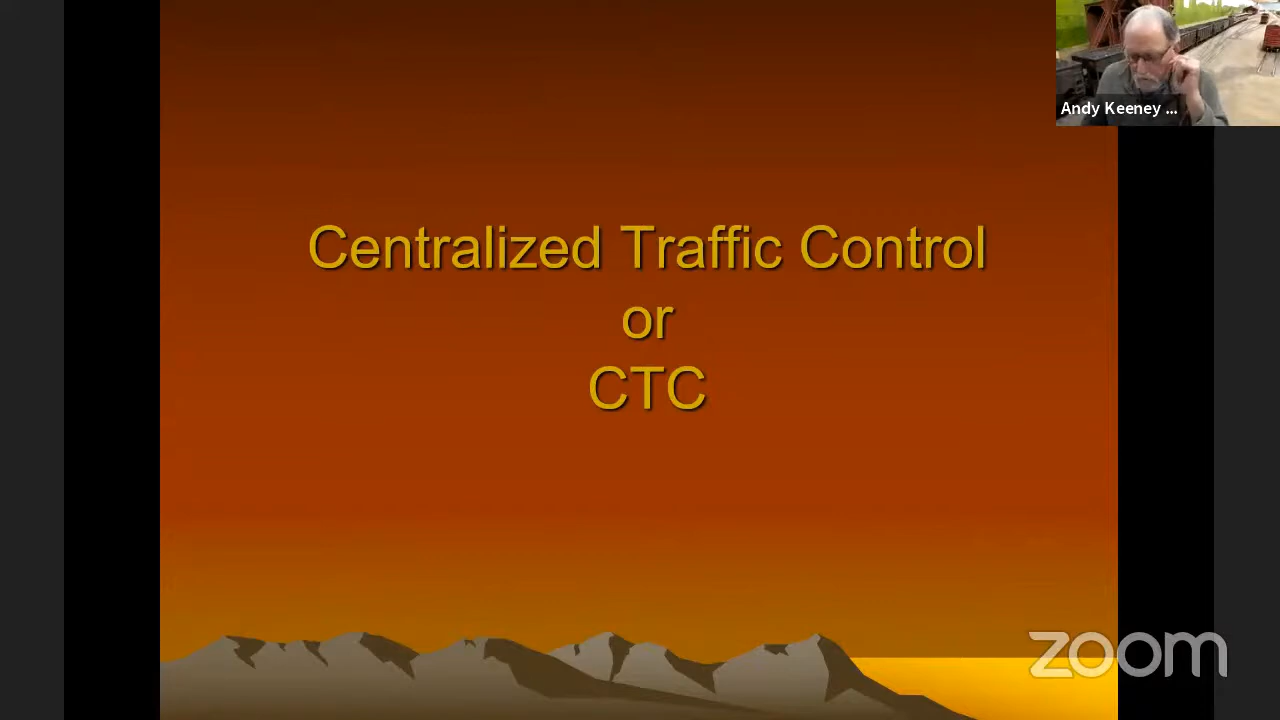 Andy Keeney ...
Centralized Traffic Control
or
CTC
zoom